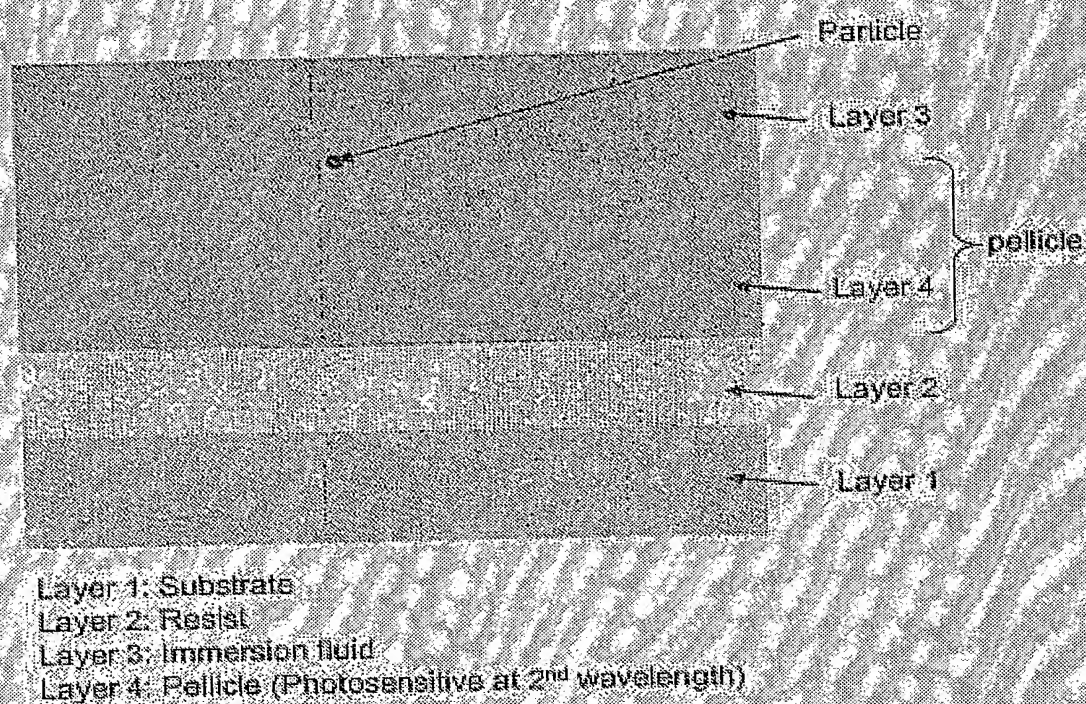 Particle
Layer 3
pellicle
Layer 4
Layer 2
Layer 1
Layer 1: Substrate
Layer 2: Resist
Layer 3: Immersion fluid
Layer 4: Pellicle (Photosensitive at 2nd wavelength)